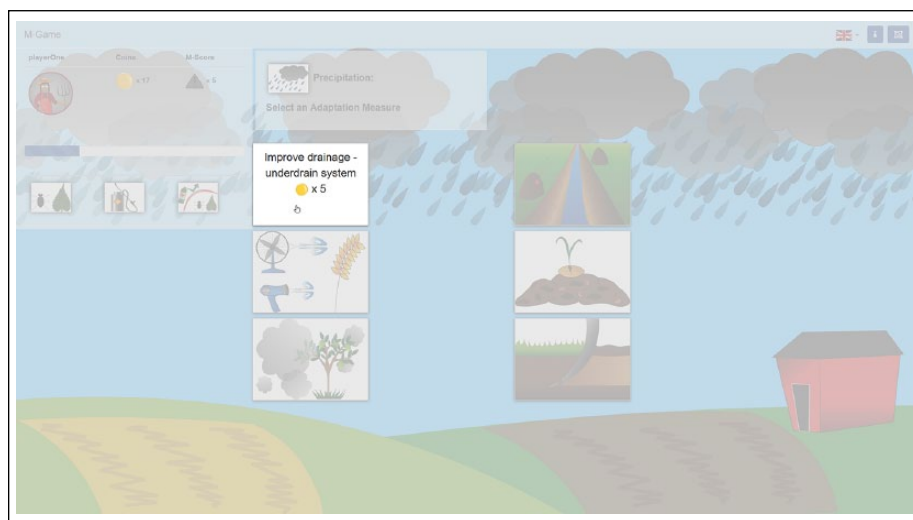 M-Game
playerOne
Coins
M-Score
x 17
x 5
Precipitation:
Select an Adaptation Measure
Improve drainage -
underdrain system
x 5